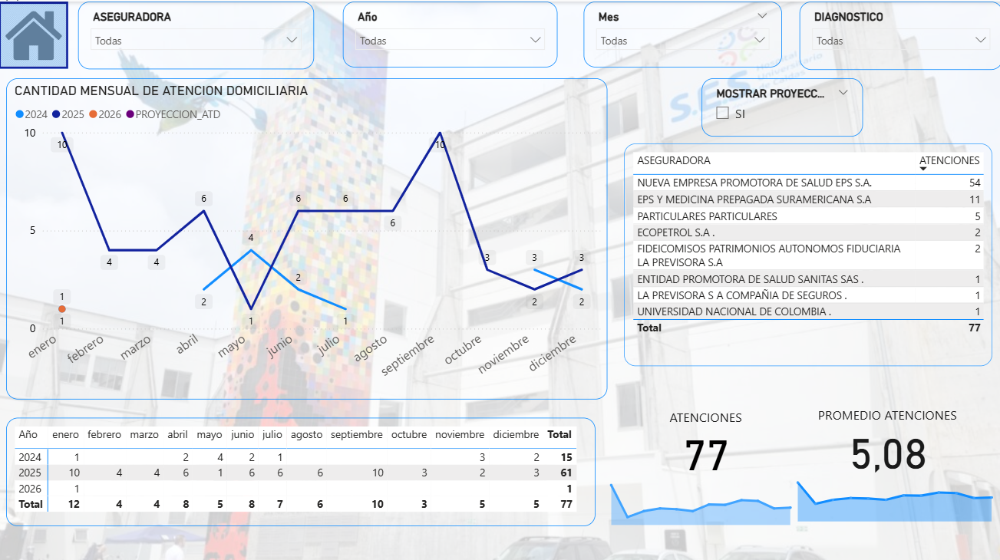 ASEGURADORA
Todas
Año
Todas
Mes
Todas
DIAGNOSTICO
Todas
S.E.S
Hospital
Universitario
de Caldas
CANTIDAD MENSUAL DE ATENCION DOMICILIARIA
2024 2025 2026 PROYECCION_ATD
10
5
0
10
4
4
6
1
6
6
6
10
3
2
3
2
4
2
1
3
2
1
1
enero
febrero
marzo
abril
mayo
junio
julio
agosto
septiembre
octubre
noviembre
diciembre
MOSTRAR PROYECC...
SI
ASEGURADORA ATENCIONES
NUEVA EMPRESA PROMOTORA DE SALUD EPS S.A. 54
EPS Y MEDICINA PREPAGADA SURAMERICANA S.A 11
PARTICULARES PARTICULARES 5
ECOPETROL S.A . 2
FIDEICOMISOS PATRIMONIOS AUTONOMOS FIDUCIARIA 2
LA PREVISORA S.A
ENTIDAD PROMOTORA DE SALUD SANITAS SAS . 1
LA PREVISORA S A COMPAÑIA DE SEGUROS . 1
UNIVERSIDAD NACIONAL DE COLOMBIA . 1
Total 77
Año enero febrero marzo abril mayo junio julio agosto septiembre octubre noviembre diciembre Total
2024 1 2 4 2 1 3 2 15
2025 10 4 4 6 1 6 6 6 10 3 2 3 61
2026 1 1
Total 12 4 4 8 5 8 7 6 10 3 5 5 77
ATENCIONES
77
PROMEDIO ATENCIONES
5,08